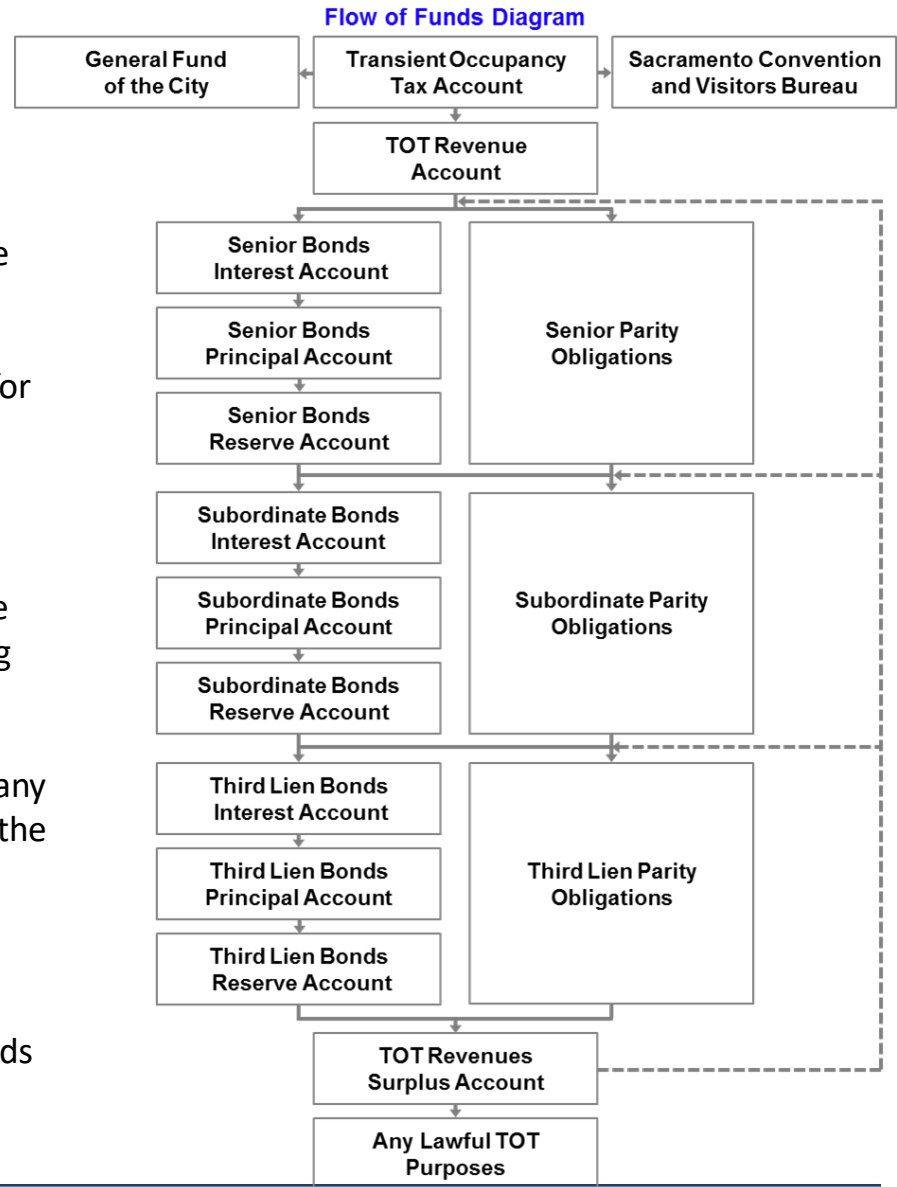 Flow of Funds Diagram
General Fund
of the City
Transient Occupancy
Tax Account
Sacramento Convention
and Visitors Bureau
TOT Revenue
Account
Senior Bonds
Interest Account
Senior Bonds
Principal Account
Senior Bonds
Reserve Account
Senior Parity
Obligations
Subordinate Bonds
Interest Account
Subordinate Bonds
Principal Account
Subordinate Bonds
Reserve Account
Subordinate Parity
Obligations
Third Lien Bonds
Interest Account
Third Lien Bonds
Principal Account
Third Lien Bonds
Reserve Account
Third Lien Parity
Obligations
TOT Revenues
Surplus Account
Any Lawful TOT
Purposes
any
the